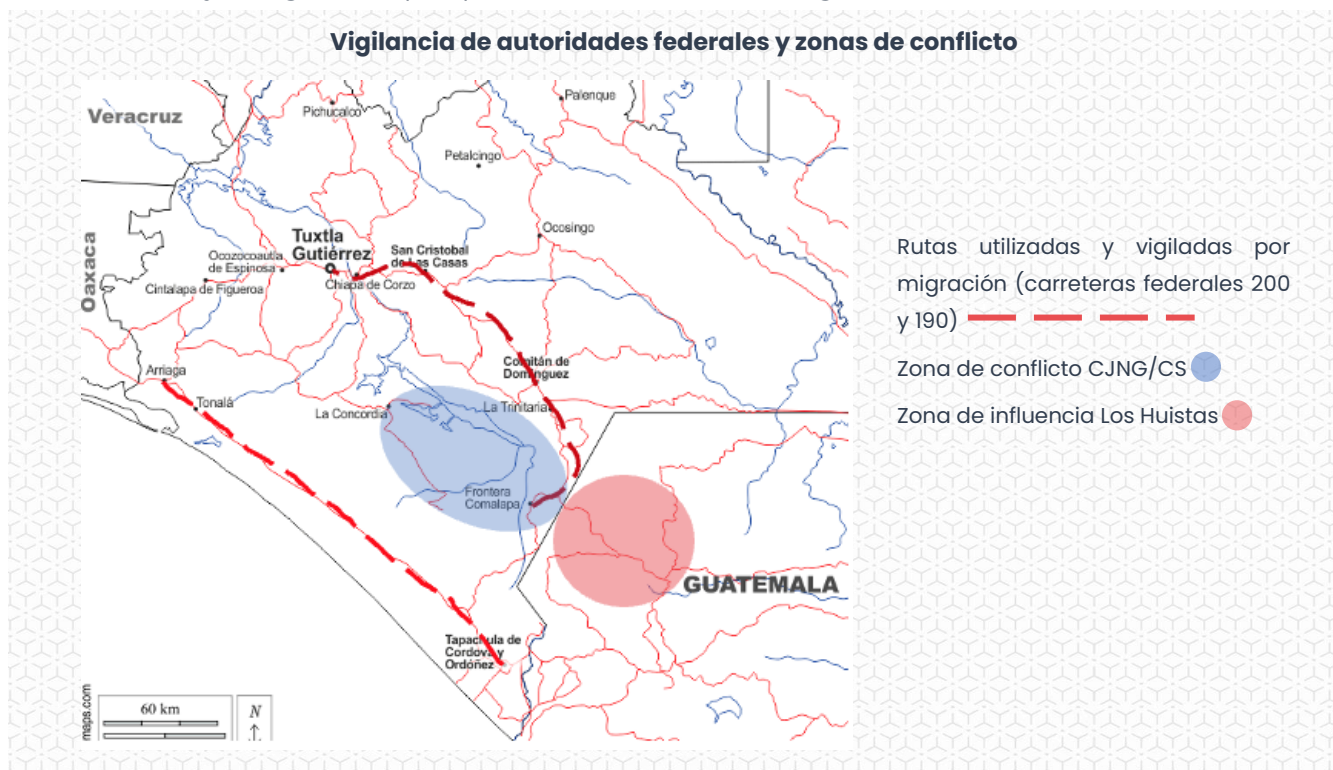 Vigilancia de autoridades federales y zonas de conflicto
Veracruz
Pichucalco
Palenque
Petalcingo
Oaxaca
Tuxtla
Gutiérrez
San Cristobal
de Las Casas
Ocosingo
Ocozocoautla
de Espinosa
Cintalapa de Figueroa
Chiapa de Corzo
Arriaga
Tonalá
Comitán de
Domínguez
La Concordia
La Trinitaria
Frontera
Comalapa
GUATEMALA
Tapachula de
Cordova y
Ordóñez
60 km
N
maps.com
Rutas utilizadas y vigiladas por
migración (carreteras federales 200
y 190)
Zona de conflicto CJNG/CS
Zona de influencia Los Huistas